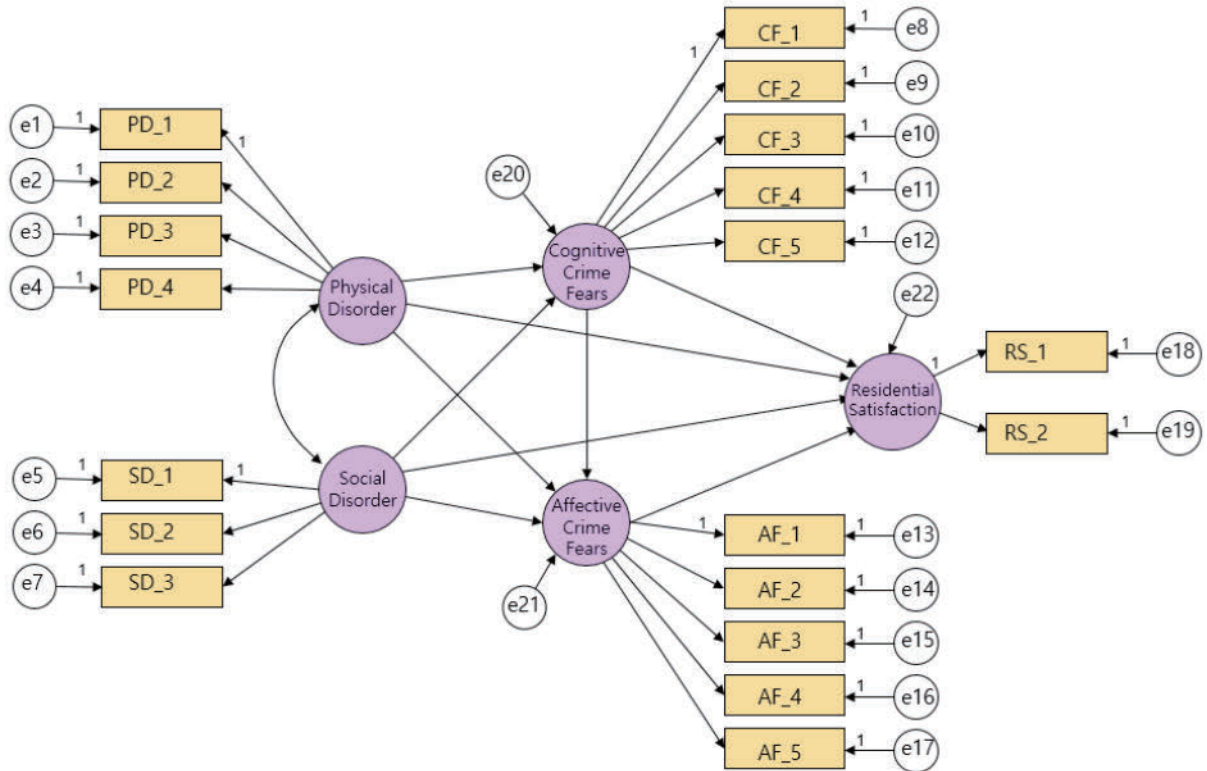 e1
1
PD_1
1
e2
1
PD_2
e3
1
PD_3
e4
1
PD_4
Physical
Disorder
e5
1
SD_1
1
e6
1
SD_2
e7
1
SD_3
Social
Disorder
e20
Cognitive
Crime
Fears
e21
Affective
Crime
Fears
1
CF_1
1
e8
CF_2
1
e9
CF_3
1
e10
CF_4
1
e11
CF_5
1
e12
e22
Residential
Satisfaction
1
RS_1
1
e18
RS_2
1
e19
1
AF_1
1
e13
AF_2
1
e14
AF_3
1
e15
AF_4
1
e16
AF_5
1
e17